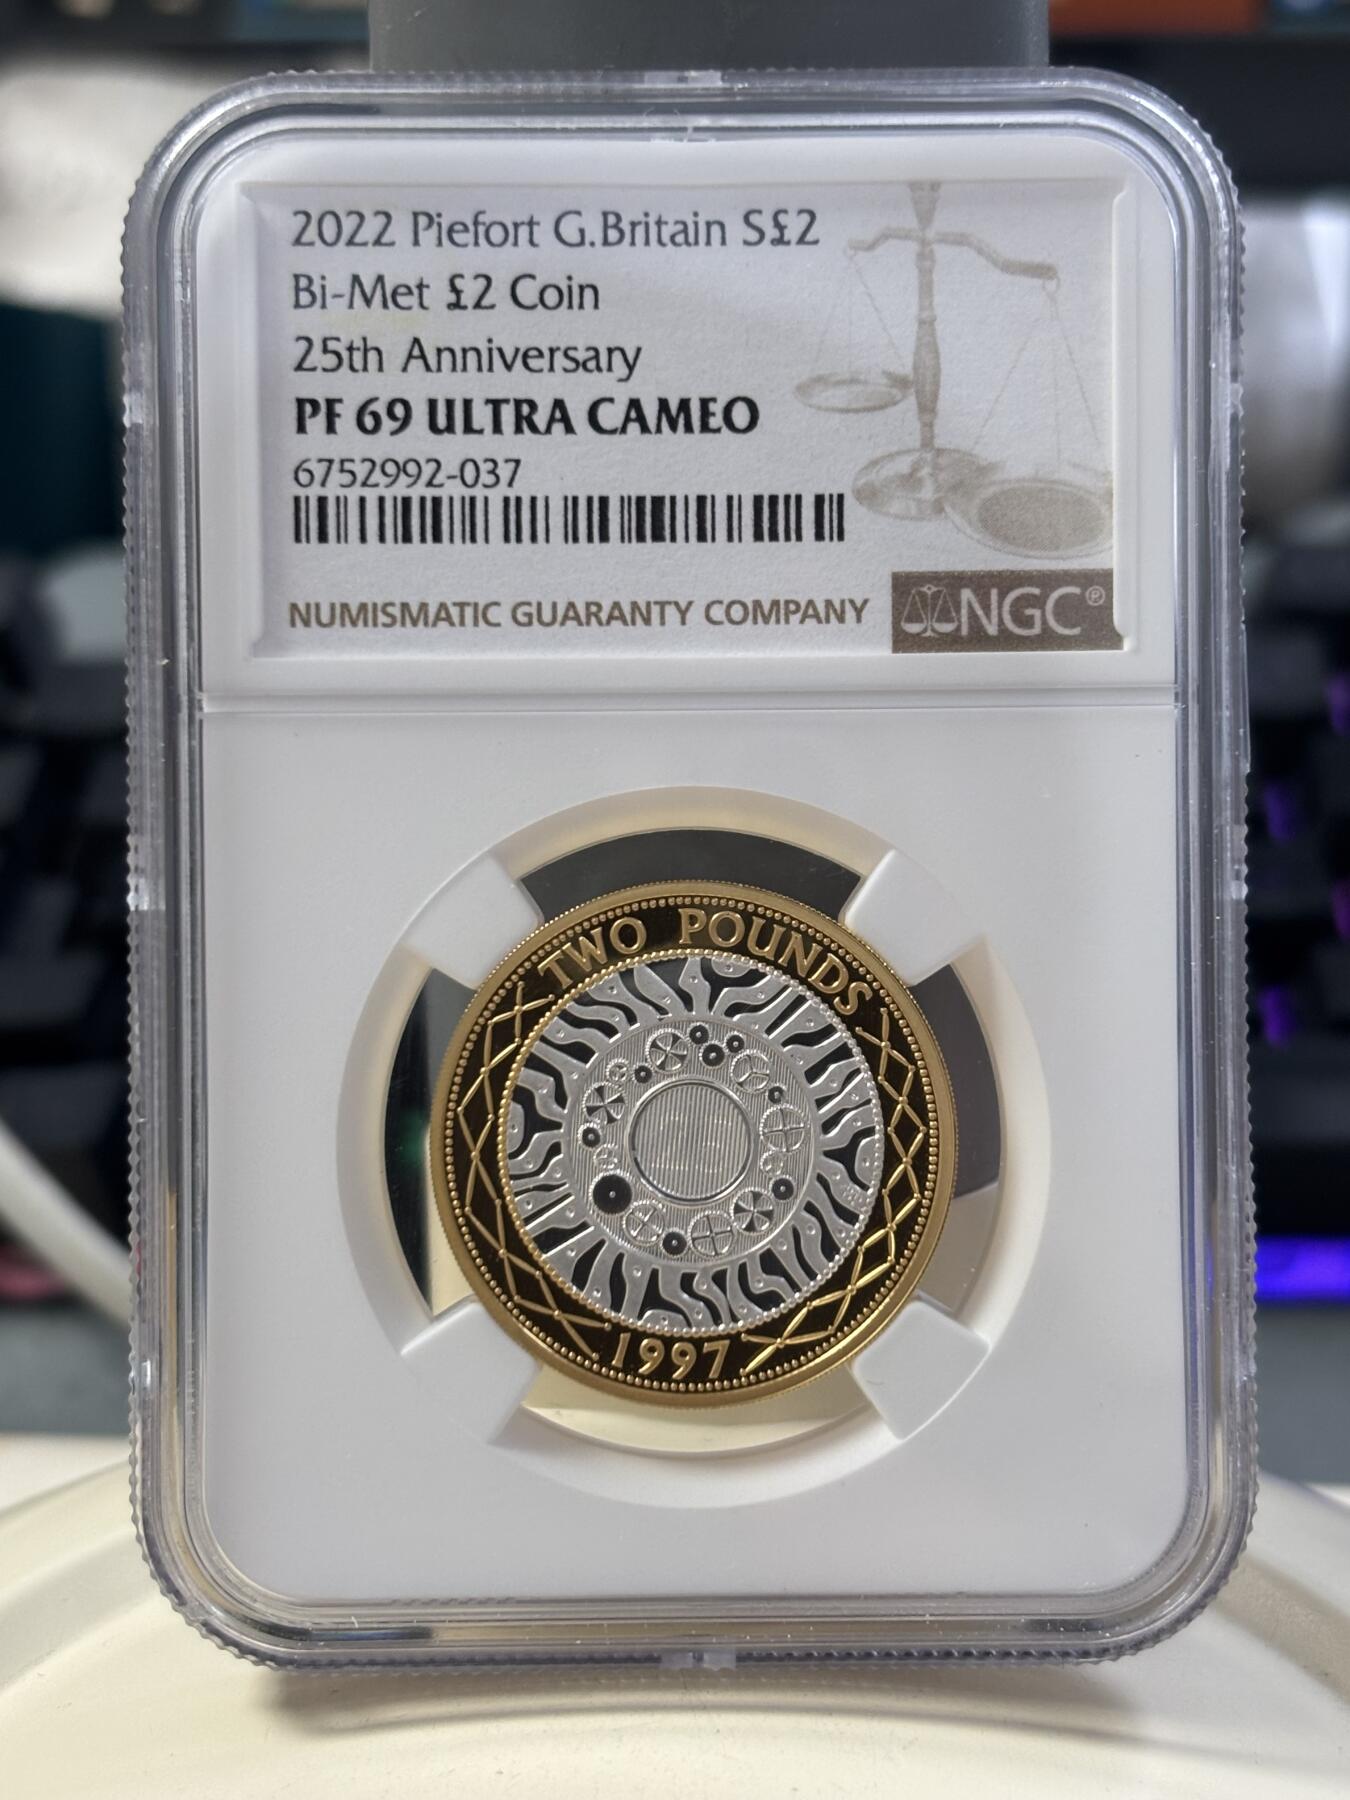 2022 Piefort G.Britain S£2
Bi-Met £2 Coin
25th Anniversary
PF 69 ULTRA CAMEO
6752992-037
NUMISMATIC GUARANTY COMPANY
NGC®
TWO POUNDS
1997